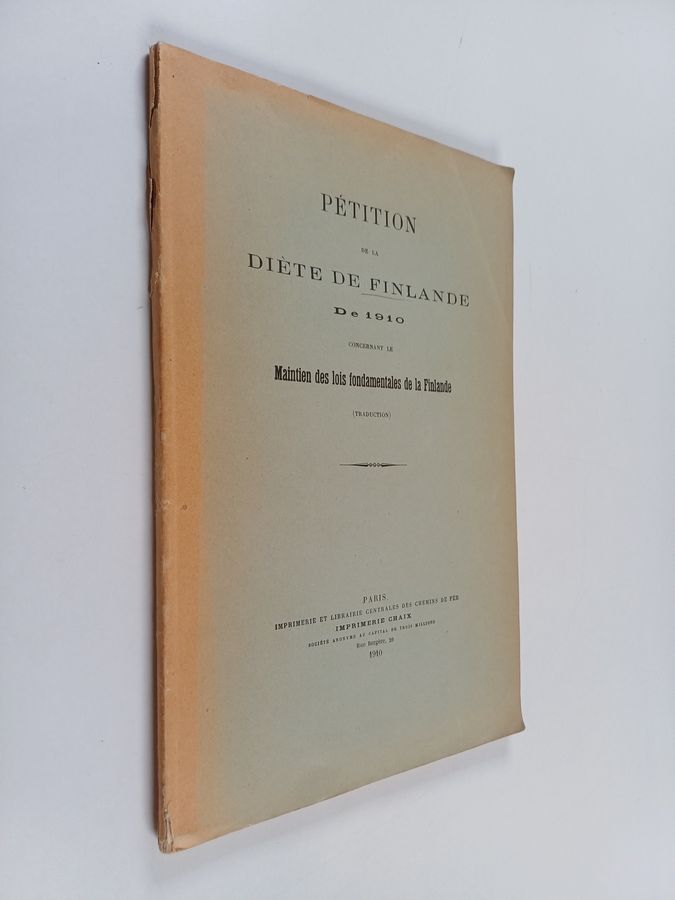 PÉTITION
DE LA
DIÈTE DE FINLANDE
De 1910
CONCERNANT LE
Maintien des lois fondamentales de la Finlande
(TRADUCTION)
PARIS
IMPRIMERIE ET LIBRAIRIE CENTRALES DES CHEMINS DE FER
IMPRIMERIE CHAIX
SOCIÉTÉ ANONYME AU CAPITAL DE TROIS MILLIONS
Rue Bergère, 20
1910